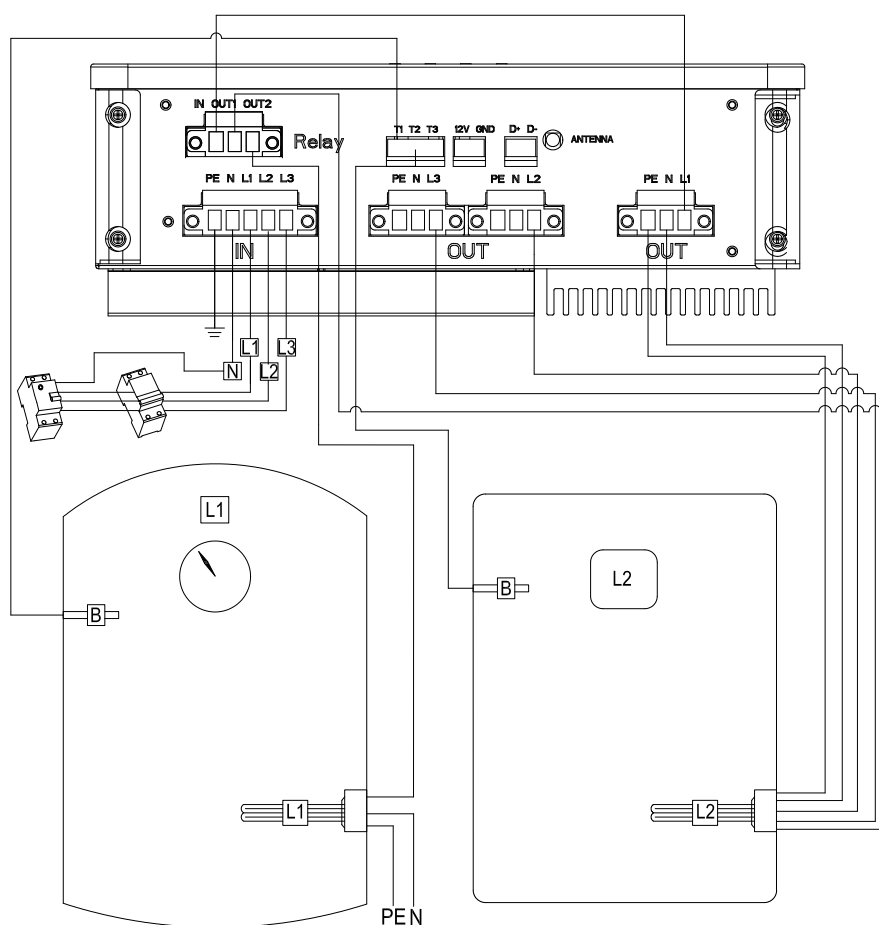 IN OUT1 OUT2
Relay
T1 T2 T3
12V GND
D+ D-
ANTENNA
PE N L1 L2 L3
PE N L3
PE N L2
PE N L1
IN
OUT
OUT
L1
L3
N
L2
L1
L2
B
B
L1
L2
PE N